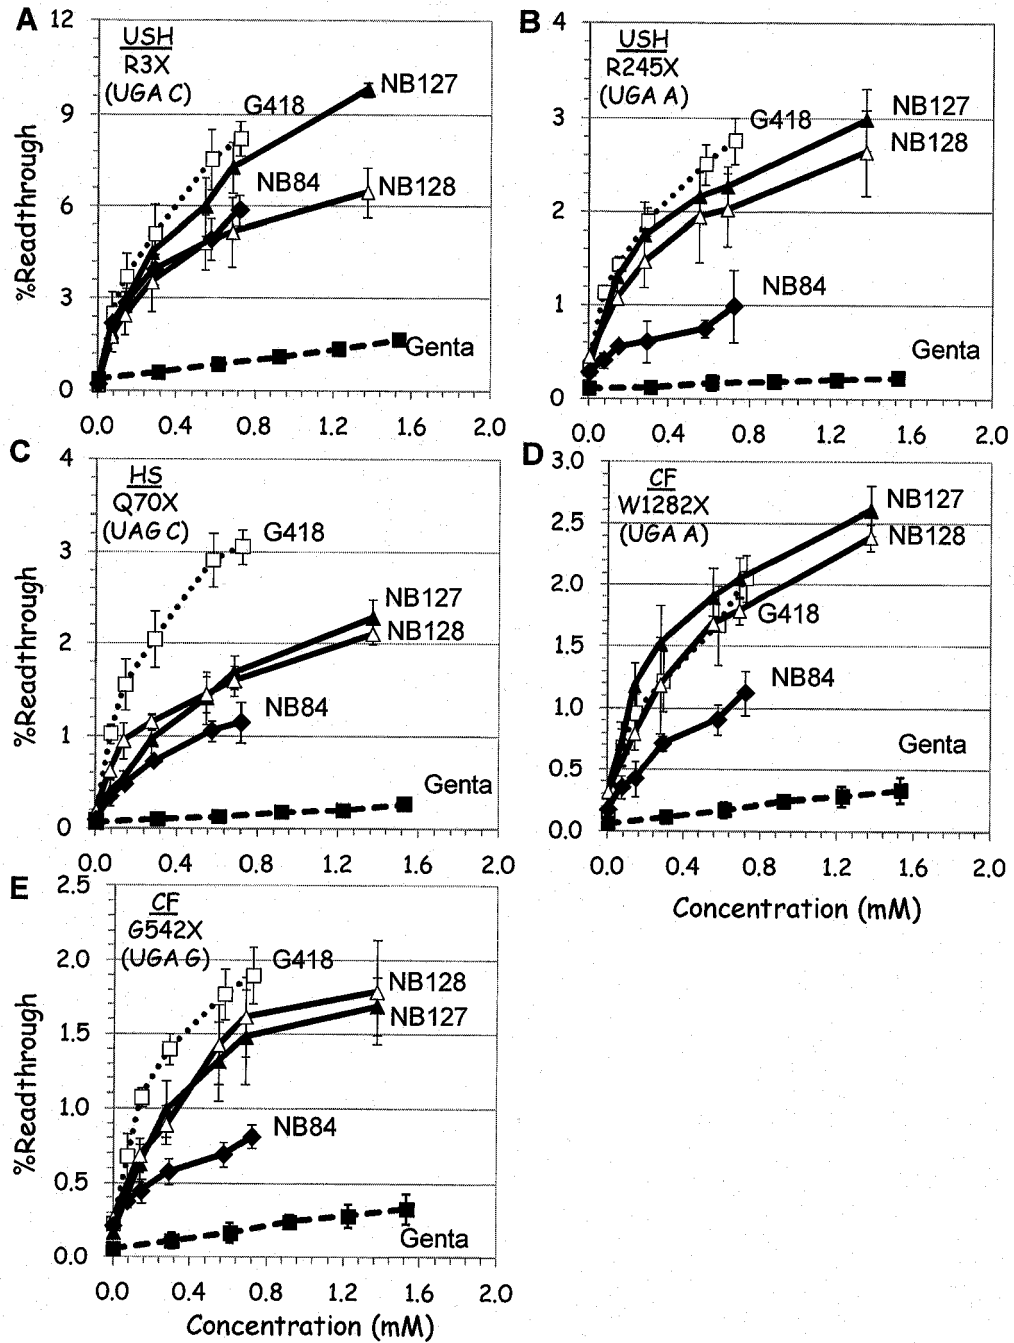 A
USH
R3X
(UGA C)
%Readthrough
12
9
6
3
0
0.0 0.4 0.8 1.2 1.6 2.0
G418
NB127
NB84
NB128
Genta
B
USH
R245X
(UGA A)
4
3
2
1
0
0.0 0.4 0.8 1.2 1.6 2.0
G418
NB127
NB128
NB84
Genta
C
HS
Q70X
(UAG C)
%Readthrough
4
3
2
1
0
0.0 0.4 0.8 1.2 1.6 2.0
G418
NB127
NB128
NB84
Genta
D
CF
W1282X
(UGA A)
3.0
2.5
2.0
1.5
1.0
0.5
0.0
0.0 0.4 0.8 1.2 1.6 2.0
Concentration (mM)
NB127
NB128
G418
NB84
Genta
E
CF
G542X
(UGA G)
%Readthrough
2.5
2.0
1.5
1.0
0.5
0.0
0.0 0.4 0.8 1.2 1.6 2.0
Concentration (mM)
G418
NB128
NB127
NB84
Genta